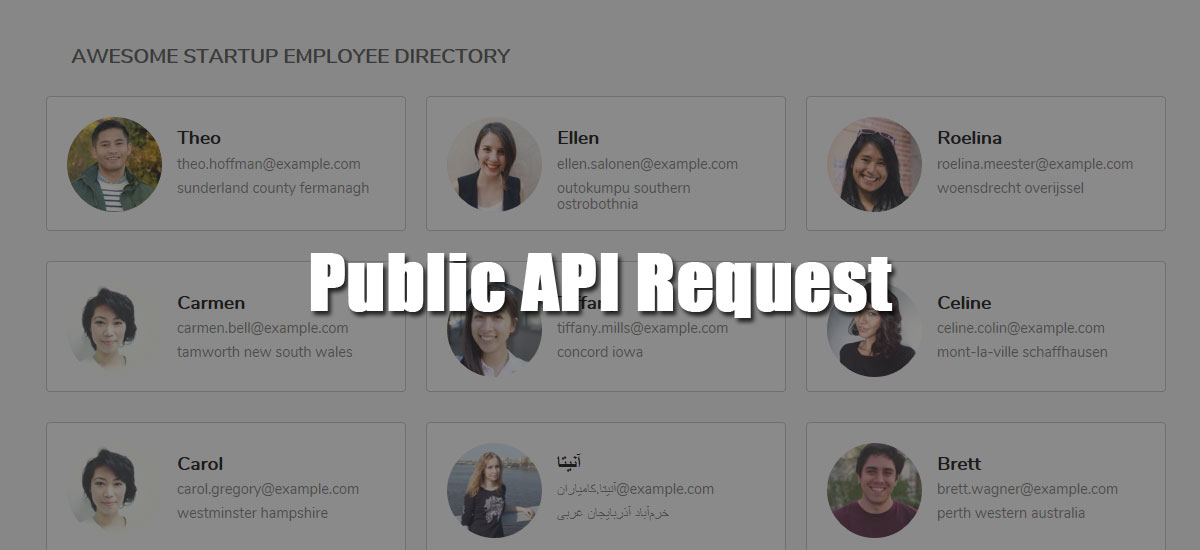 AWESOME STARTUP EMPLOYEE DIRECTORY
Theo
theo.hoffman@example.com
sunderland county fermanagh
Ellen
ellen.salonen@example.com
outokumpu southern
ostrobothnia
Roelina
roelina.meester@example.com
woensdrecht overijssel
Public API Request
Carmen
carmen.bell@example.com
tamworth new south wales
tiffany.mills@example.com
concord iowa
Celine
celine.colin@example.com
mont-la-ville schaffhausen
Carol
carol.gregory@example.com
westminster hampshire
آنیتا
آنیتا.کامیاران@example.com
خرم‌آباد آذربایجان غربی
Brett
brett.wagner@example.com
perth western australia